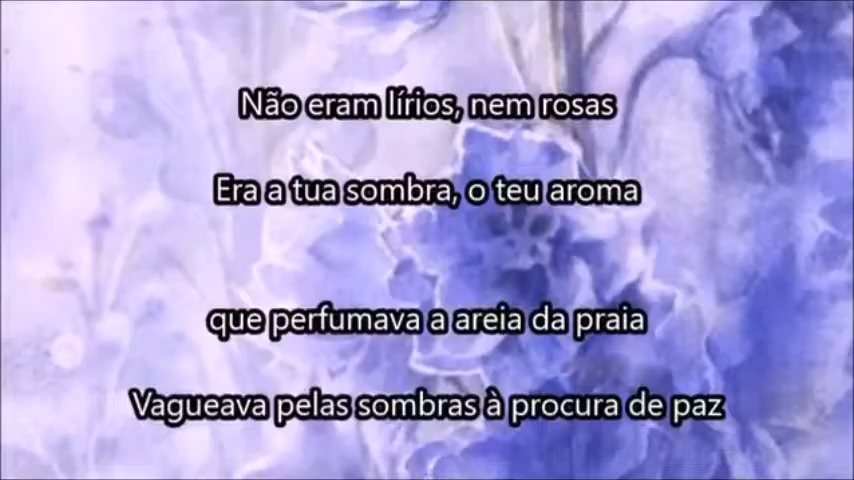 Não eram lírios, nem rosas
Era a tua sombra, o teu aroma
que perfumava a areia da praia
Vagueava pelas sombras à procura de paz